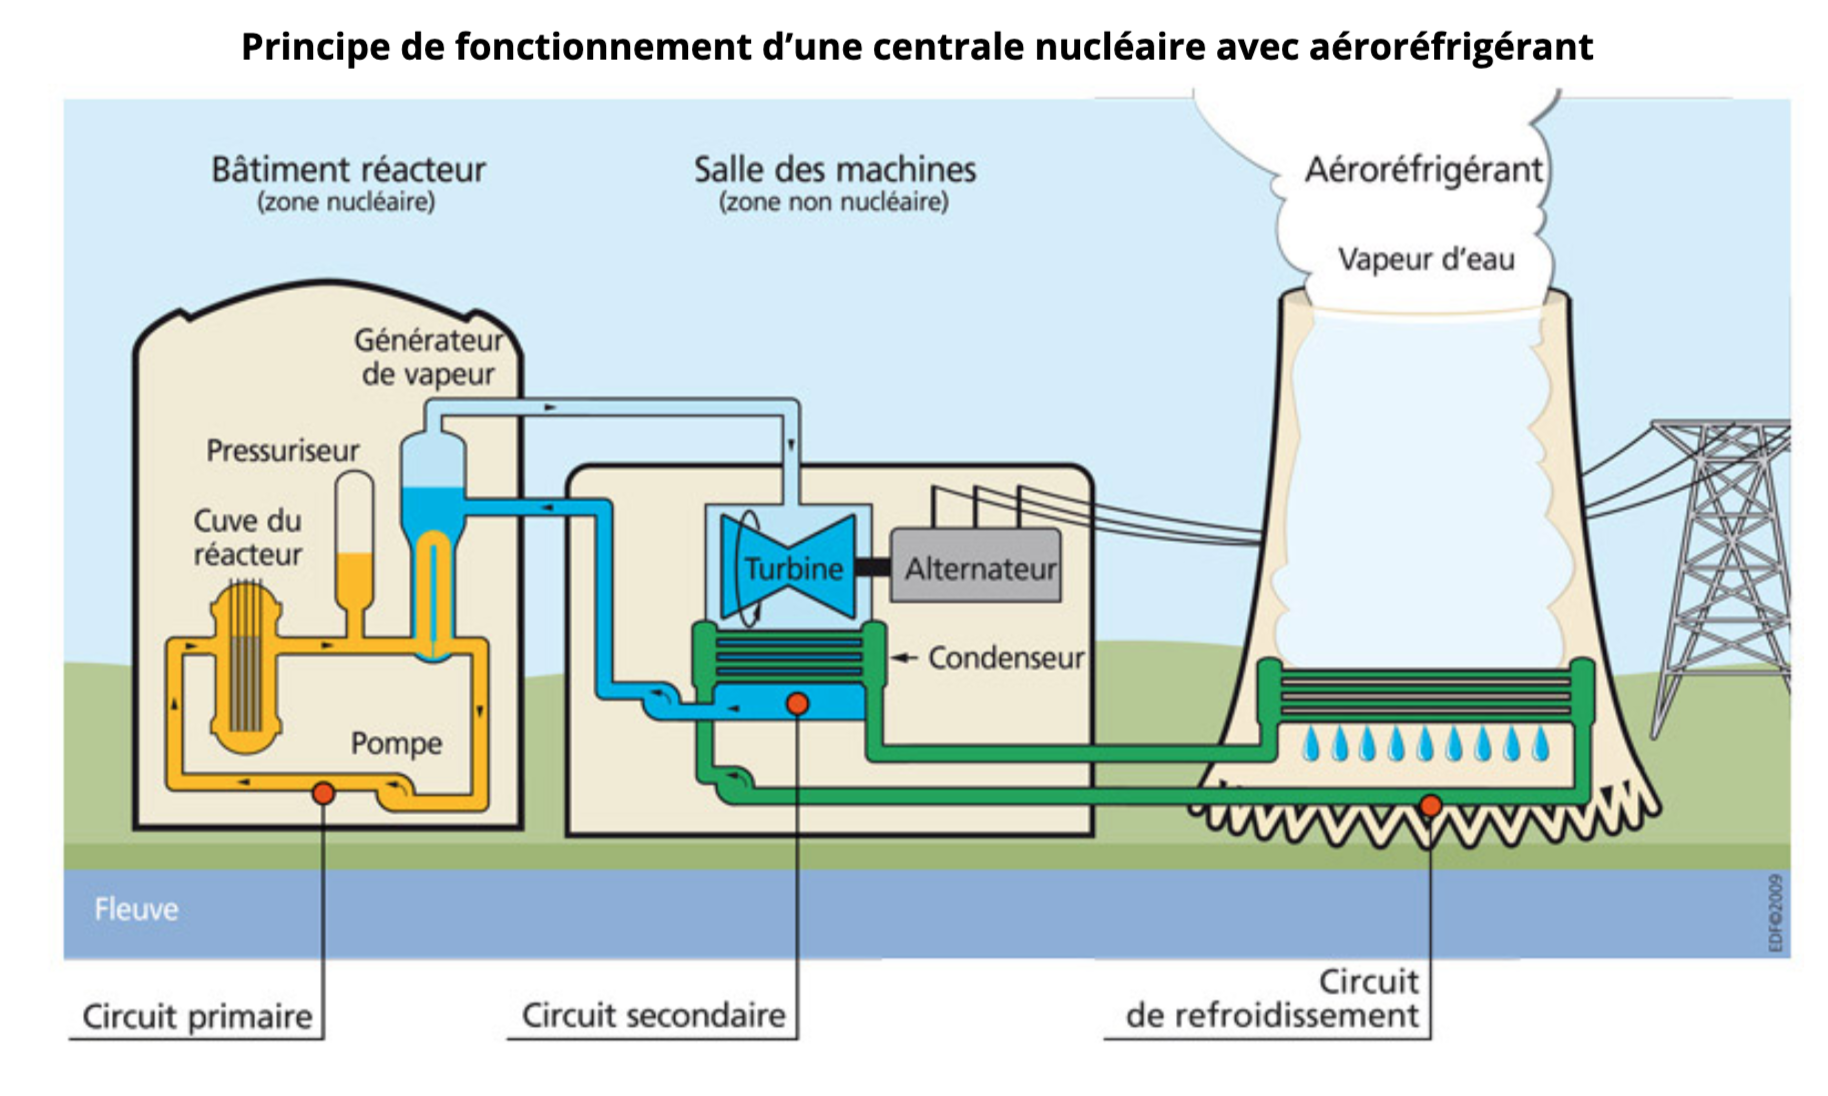 Principe de fonctionnement d’une centrale nucléaire avec aéroréfrigérant
Bâtiment réacteur
(zone nucléaire)
Salle des machines
(zone non nucléaire)
Aéroréfrigérant
Vapeur d'eau
Générateur
de vapeur
Pressuriseur
Cuve du
réacteur
Turbine
Alternateur
Condenseur
Pompe
Fleuve
EDF©2009
Circuit primaire
Circuit secondaire
Circuit
de refroidissement